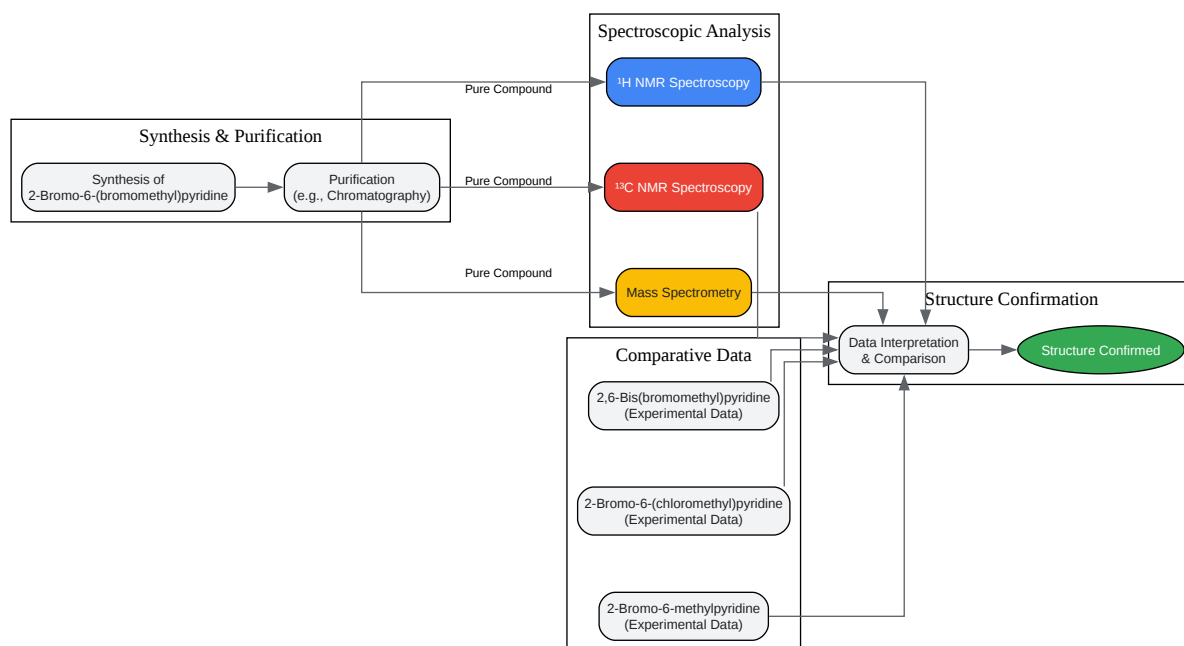 Synthesis & Purification
Synthesis of
2-Bromo-6-(bromomethyl)pyridine
Purification
(e.g., Chromatography)
Pure Compound
Pure Compound
Pure Compound
Spectroscopic Analysis
¹H NMR Spectroscopy
¹³C NMR Spectroscopy
Mass Spectrometry
Comparative Data
2,6-Bis(bromomethyl)pyridine
(Experimental Data)
2-Bromo-6-(chloromethyl)pyridine
(Experimental Data)
2-Bromo-6-methylpyridine
(Experimental Data)
Structure Confirmation
Data Interpretation
& Comparison
Structure Confirmed